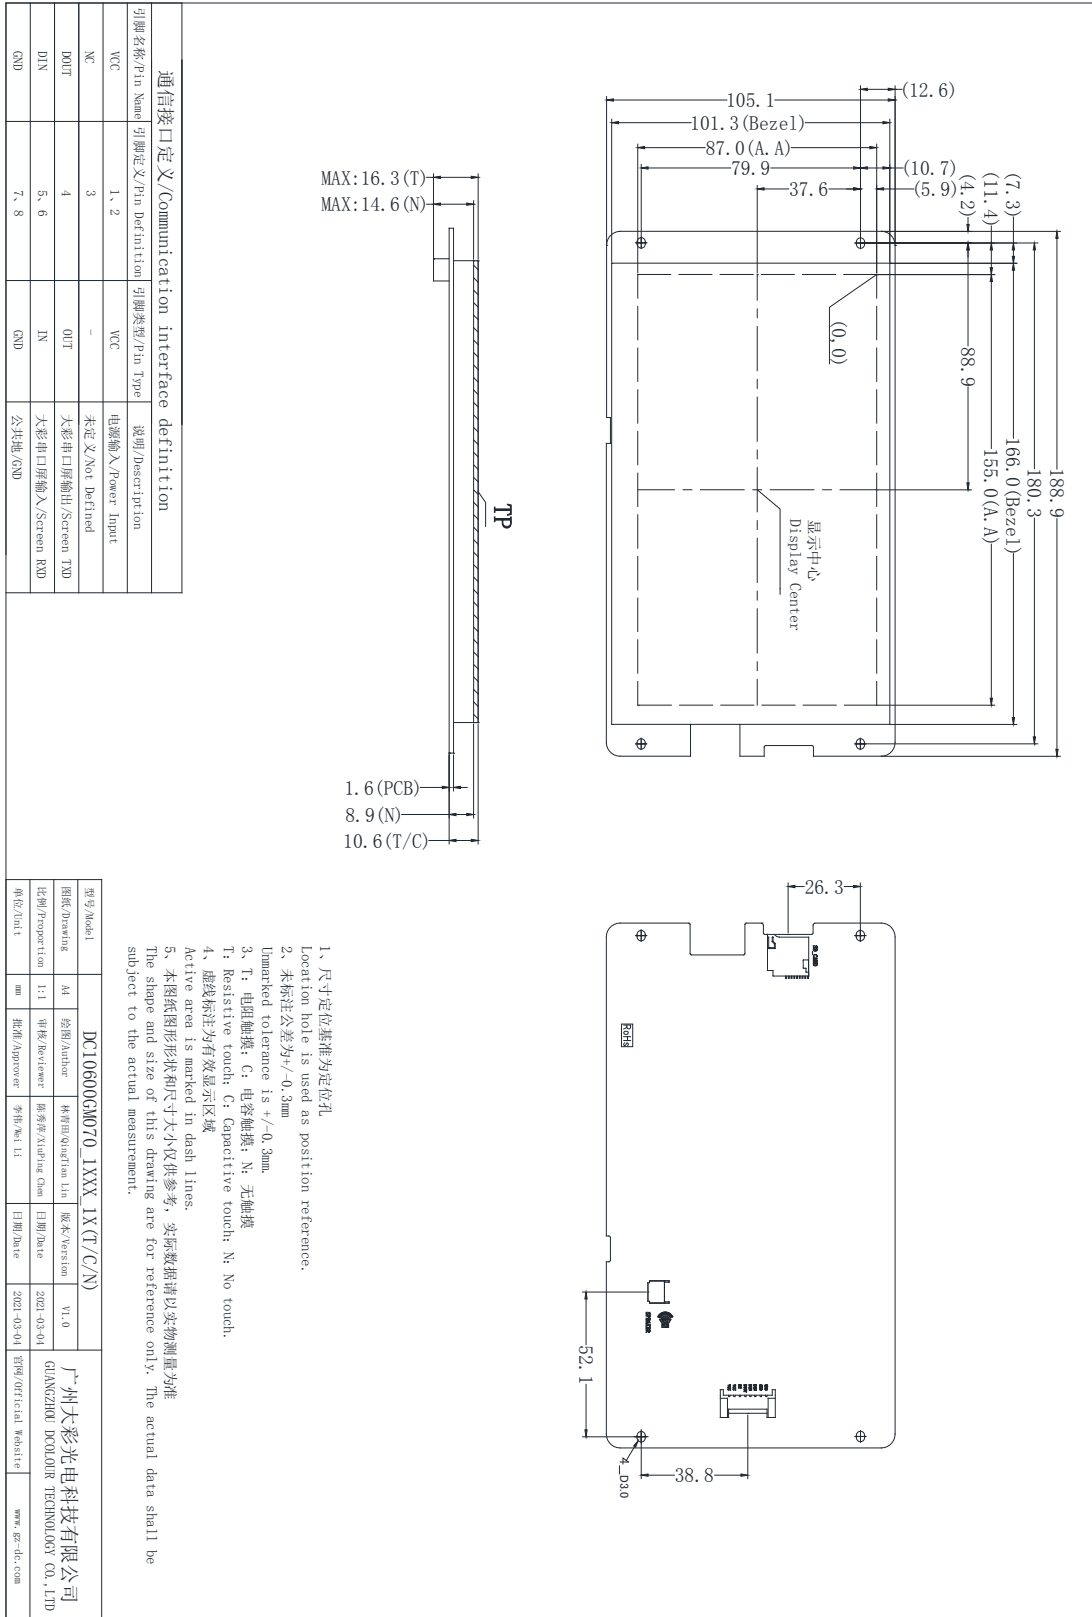 188.9
180.3
166.0(Bezel)
155.0(A.A)
88.9
(7.3)
(11.4)
(4.2)
(12.6)
105.1
101.3(Bezel)
87.0(A.A)
79.9
(10.7)
(5.9)
37.6
(0,0)
显示中心
Display Center
26.3
SD_CARD
RoHS
SPEAKER
52.1
4_D3.0
38.8
MAX:16.3(T)
MAX:14.6(N)
TP
1.6(PCB)
8.9(N)
10.6(T/C)
1、尺寸定位基准为定位孔
Location hole is used as position reference.
2、未标注公差为+/-0.3mm
Unmarked tolerance is +/-0.3mm.
3、T: 电阻触摸; C: 电容触摸; N: 无触摸
T: Resistive touch; C: Capacitive touch; N: No touch.
4、虚线标注为有效显示区域
Active area is marked in dash lines.
5、本图纸图形形状和尺寸大小仅供参考, 实际数据请以实物测量为准
The shape and size of this drawing are for reference only. The actual data shall be
subject to the actual measurement.
通信接口定义/Communication interface definition
引脚名称/Pin Name 引脚定义/Pin Definition 引脚类型/Pin Type 说明/Description
VCC 1、2 VCC 电源输入/Power Input
NC 3 - 未定义/Not Defined
DOUT 4 OUT 大彩串口屏输出/Screen TXD
DIN 5、6 IN 大彩串口屏输入/Screen RXD
GND 7、8 GND 公共地/GND
型号/Model DC10600GM070_1XXX_1X(T/C/N) 广州大彩光电科技有限公司
GUANGZHOU DCOLOUR TECHNOLOGY CO.,LTD
图纸/Drawing A4 绘图/Author 林青田/QingTian Lin 版本/Version V1.0
比例/Proportion 1:1 审核/Reviewer 陈秀萍/XiuPing Chen 日期/Date 2021-03-04
单位/Unit mm 批准/Approver 李伟/Wei Li 日期/Date 2021-03-04 官网/Official Website www.gz-dc.com